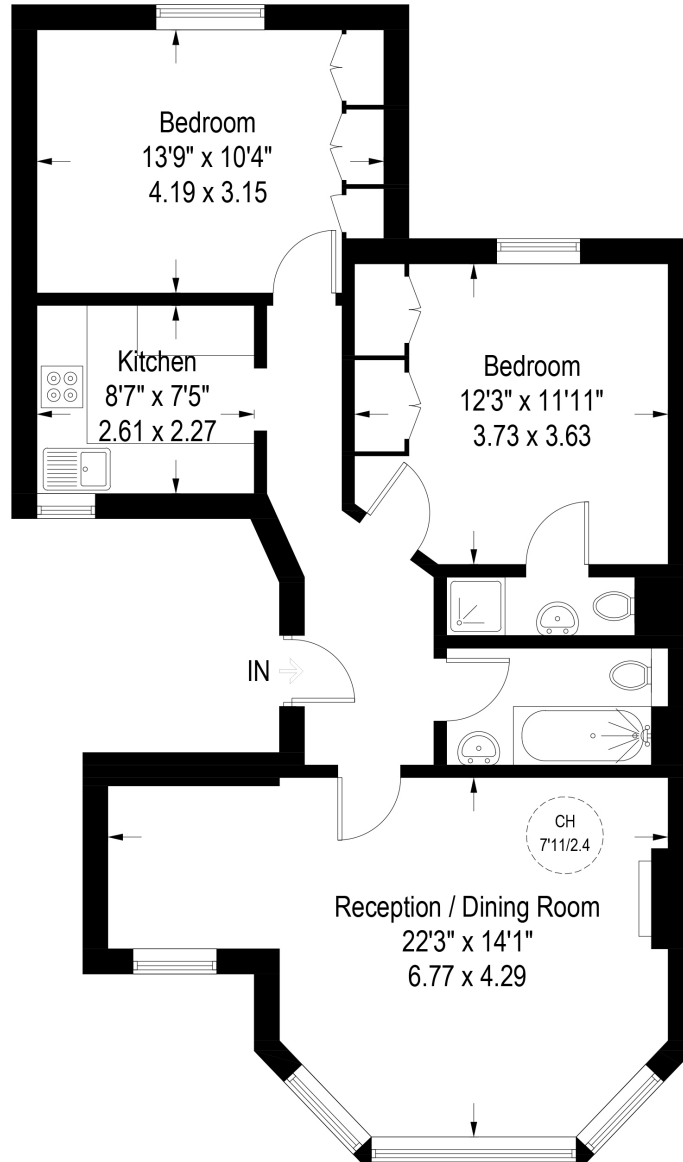 Bedroom
13'9" x 10'4"
4.19 x 3.15
Kitchen
8'7" x 7'5"
2.61 x 2.27
Bedroom
12'3" x 11'11"
3.73 x 3.63
IN
CH
7'11/2.4
Reception / Dining Room
22'3" x 14'1"
6.77 x 4.29